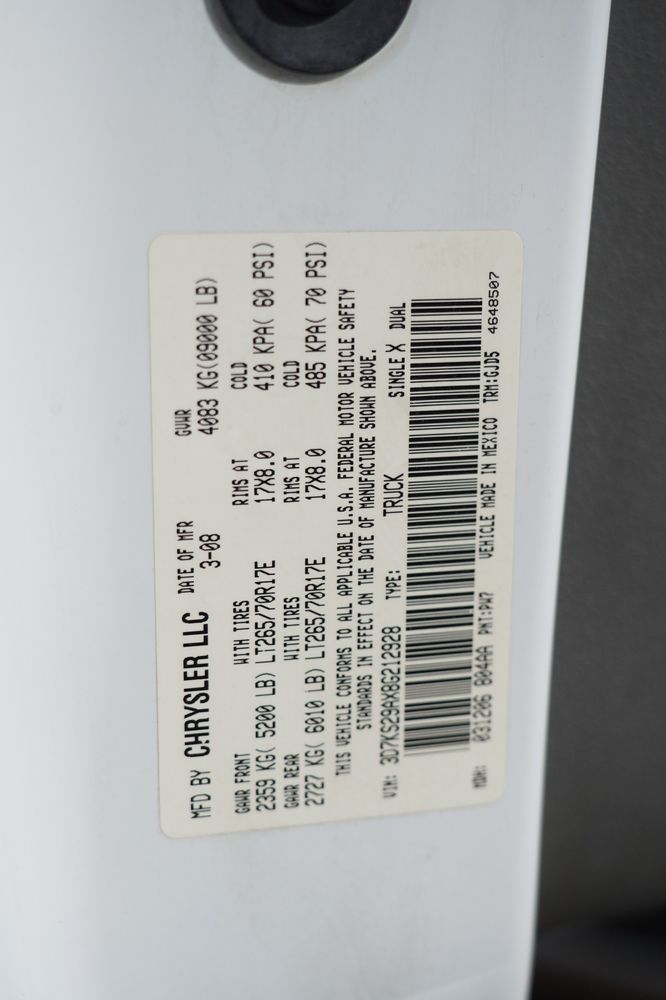 MFD BY CHRYSLER LLC DATE OF MFR 3-08 GVWR 4083 KG(09000 LB)
GAWR FRONT WITH TIRES RIMS AT COLD
2359 KG( 5200 LB) LT265/70R17E 17X8.0 410 KPA( 60 PSI)
GAWR REAR WITH TIRES RIMS AT COLD
2727 KG( 6010 LB) LT265/70R17E 17X8.0 485 KPA( 70 PSI)
THIS VEHICLE CONFORMS TO ALL APPLICABLE U.S.A. FEDERAL MOTOR VEHICLE SAFETY
STANDARDS IN EFFECT ON THE DATE OF MANUFACTURE SHOWN ABOVE.
VIN: 3D7KS29AX8G212928 TYPE: TRUCK SINGLE X DUAL
MDH: 031206 804AA PNT:PW7 VEHICLE MADE IN MEXICO TRM:GJD5 4648507